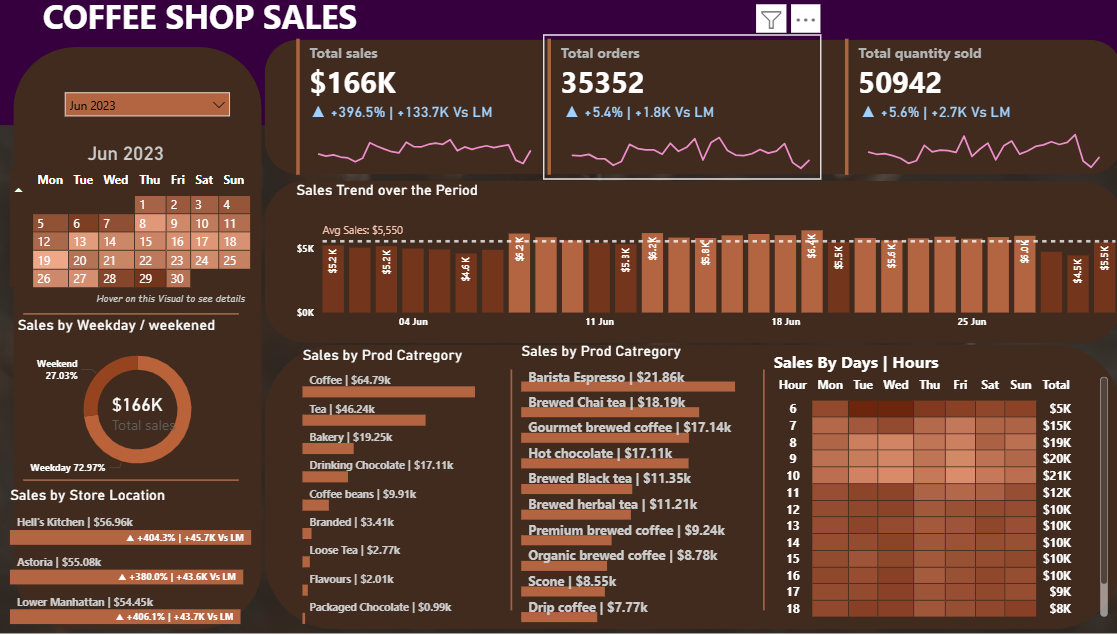 COFFEE SHOP SALES
Jun 2023
Jun 2023
Mon Tue Wed Thu Fri Sat Sun
1 2 3 4
5 6 7 8 9 10 11
12 13 14 15 16 17 18
19 20 21 22 23 24 25
26 27 28 29 30
Hover on this Visual to see details
Total sales
$166K
▲ +396.5% | +133.7K Vs LM
Total orders
35352
▲ +5.4% | +1.8K Vs LM
Total quantity sold
50942
▲ +5.6% | +2.7K Vs LM
Sales Trend over the Period
Avg Sales: $5,550
$5K
$0K
$5.2K $5.2K $4.6K $6.2K $5.3K $6.2K $5.8K $6.4K $5.5K $5.6K $6.0K $4.5K $5.5K
04 Jun 11 Jun 18 Jun 25 Jun
Sales by Weekday / weekened
Weekend
27.03%
$166K
Total sales
Weekday 72.97%
Sales by Store Location
Hell's Kitchen | $56.96k
▲ +404.3% | +45.7K Vs LM
Astoria | $55.08k
▲ +380.0% | +43.6K Vs LM
Lower Manhattan | $54.45k
▲ +406.1% | +43.7K Vs LM
Sales by Prod Catregory
Coffee | $64.79k
Tea | $46.24k
Bakery | $19.25k
Drinking Chocolate | $17.11k
Coffee beans | $9.91k
Branded | $3.41k
Loose Tea | $2.77k
Flavours | $2.01k
Packaged Chocolate | $0.99k
Sales by Prod Catregory
Barista Espresso | $21.86k
Brewed Chai tea | $18.19k
Gourmet brewed coffee | $17.14k
Hot chocolate | $17.11k
Brewed Black tea | $11.35k
Brewed herbal tea | $11.21k
Premium brewed coffee | $9.24k
Organic brewed coffee | $8.78k
Scone | $8.55k
Drip coffee | $7.77k
Sales By Days | Hours
Hour Mon Tue Wed Thu Fri Sat Sun Total
6 $5K
7 $15K
8 $19K
9 $20K
10 $21K
11 $12K
12 $10K
13 $10K
14 $10K
15 $10K
16 $10K
17 $9K
18 $8K